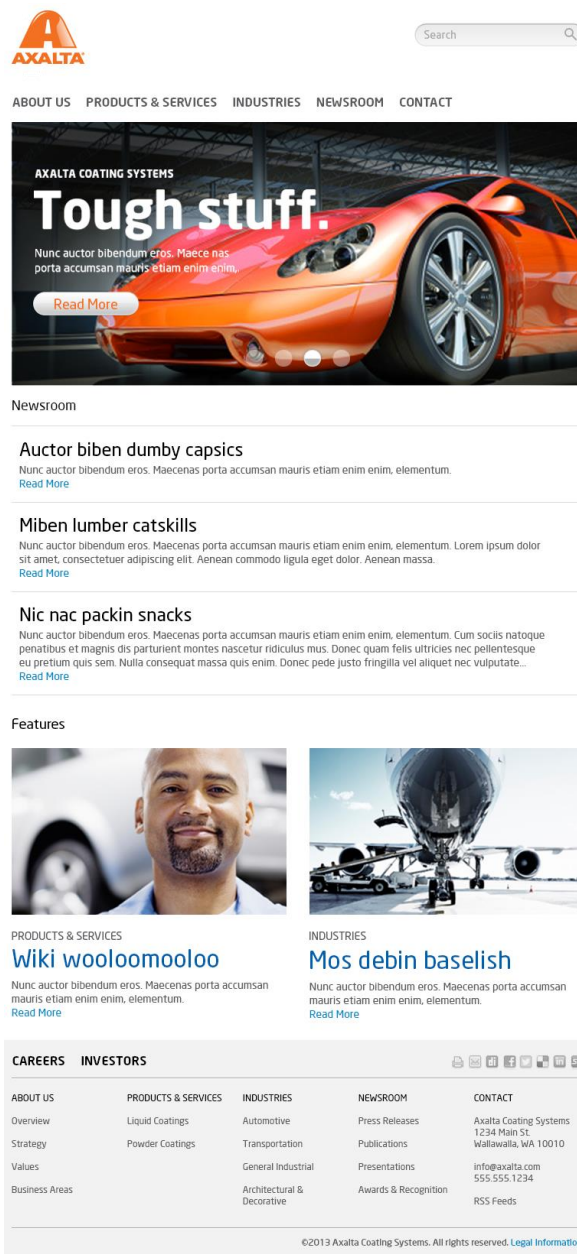 AXALTA
Search
ABOUT US PRODUCTS & SERVICES INDUSTRIES NEWSROOM CONTACT
AXALTA COATING SYSTEMS
Tough stuff.
Nunc auctor bibendum eros. Maece nas
porta accumsan mauris etiam enim enim,.
Read More
Newsroom
Auctor biben dumby capsics
Nunc auctor bibendum eros. Maecenas porta accumsan mauris etiam enim enim, elementum.
Read More
Miben lumber catskills
Nunc auctor bibendum eros. Maecenas porta accumsan mauris etiam enim enim, elementum. Lorem ipsum dolor
sit amet, consectetuer adipiscing elit. Aenean commodo ligula eget dolor. Aenean massa.
Read More
Nic nac packin snacks
Nunc auctor bibendum eros. Maecenas porta accumsan mauris etiam enim enim, elementum. Cum sociis natoque
penatibus et magnis dis parturient montes nascetur ridiculus mus. Donec quam felis ultricies nec pellentesque
eu pretium quis sem. Nulla consequat massa quis enim. Donec pede justo fringilla vel aliquet nec vulputate...
Read More
Features
PRODUCTS & SERVICES
Wiki wooloomooloo
Nunc auctor bibendum eros. Maecenas porta accumsan
mauris etiam enim enim, elementum.
Read More
INDUSTRIES
Mos debin baselish
Nunc auctor bibendum eros. Maecenas porta accumsan
mauris etiam enim enim, elementum.
Read More
CAREERS INVESTORS
ABOUT US
Overview
Strategy
Values
Business Areas
PRODUCTS & SERVICES
Liquid Coatings
Powder Coatings
INDUSTRIES
Automotive
Transportation
General Industrial
Architectural &
Decorative
NEWSROOM
Press Releases
Publications
Presentations
Awards & Recognition
CONTACT
Axalta Coating Systems
1234 Main St.
Wallawalla, WA 10010
info@axalta.com
555.555.1234
RSS Feeds
©2013 Axalta Coating Systems. All rights reserved. Legal Informatio